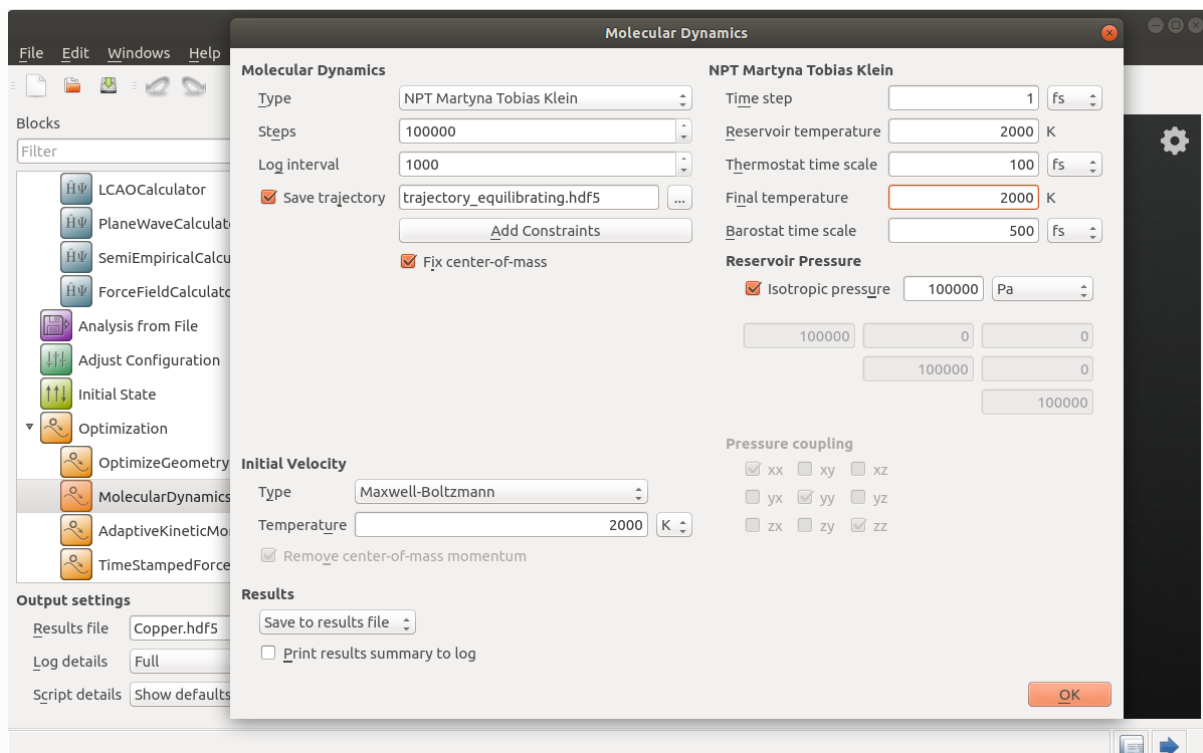 Molecular Dynamics
File Edit Windows Help
Blocks
Filter
ĤΨ LCAOCalculator
ĤΨ PlaneWaveCalculat
ĤΨ SemiEmpiricalCalcu
ĤΨ ForceFieldCalculato
Analysis from File
Adjust Configuration
Initial State
Optimization
OptimizeGeometry
MolecularDynamics
AdaptiveKineticMo
TimeStampedForce
Output settings
Results file Copper.hdf5
Log details Full
Script details Show defaults
Molecular Dynamics
Type NPT Martyna Tobias Klein
Steps 100000
Log interval 1000
Save trajectory trajectory_equilibrating.hdf5 ...
Add Constraints
Fix center-of-mass
Initial Velocity
Type Maxwell-Boltzmann
Temperature 2000 K
Remove center-of-mass momentum
Results
Save to results file
Print results summary to log
NPT Martyna Tobias Klein
Time step 1 fs
Reservoir temperature 2000 K
Thermostat time scale 100 fs
Final temperature 2000 K
Barostat time scale 500 fs
Reservoir Pressure
Isotropic pressure 100000 Pa
100000 0 0
100000 0
100000
Pressure coupling
xx xy xz
yx yy yz
zx zy zz
OK